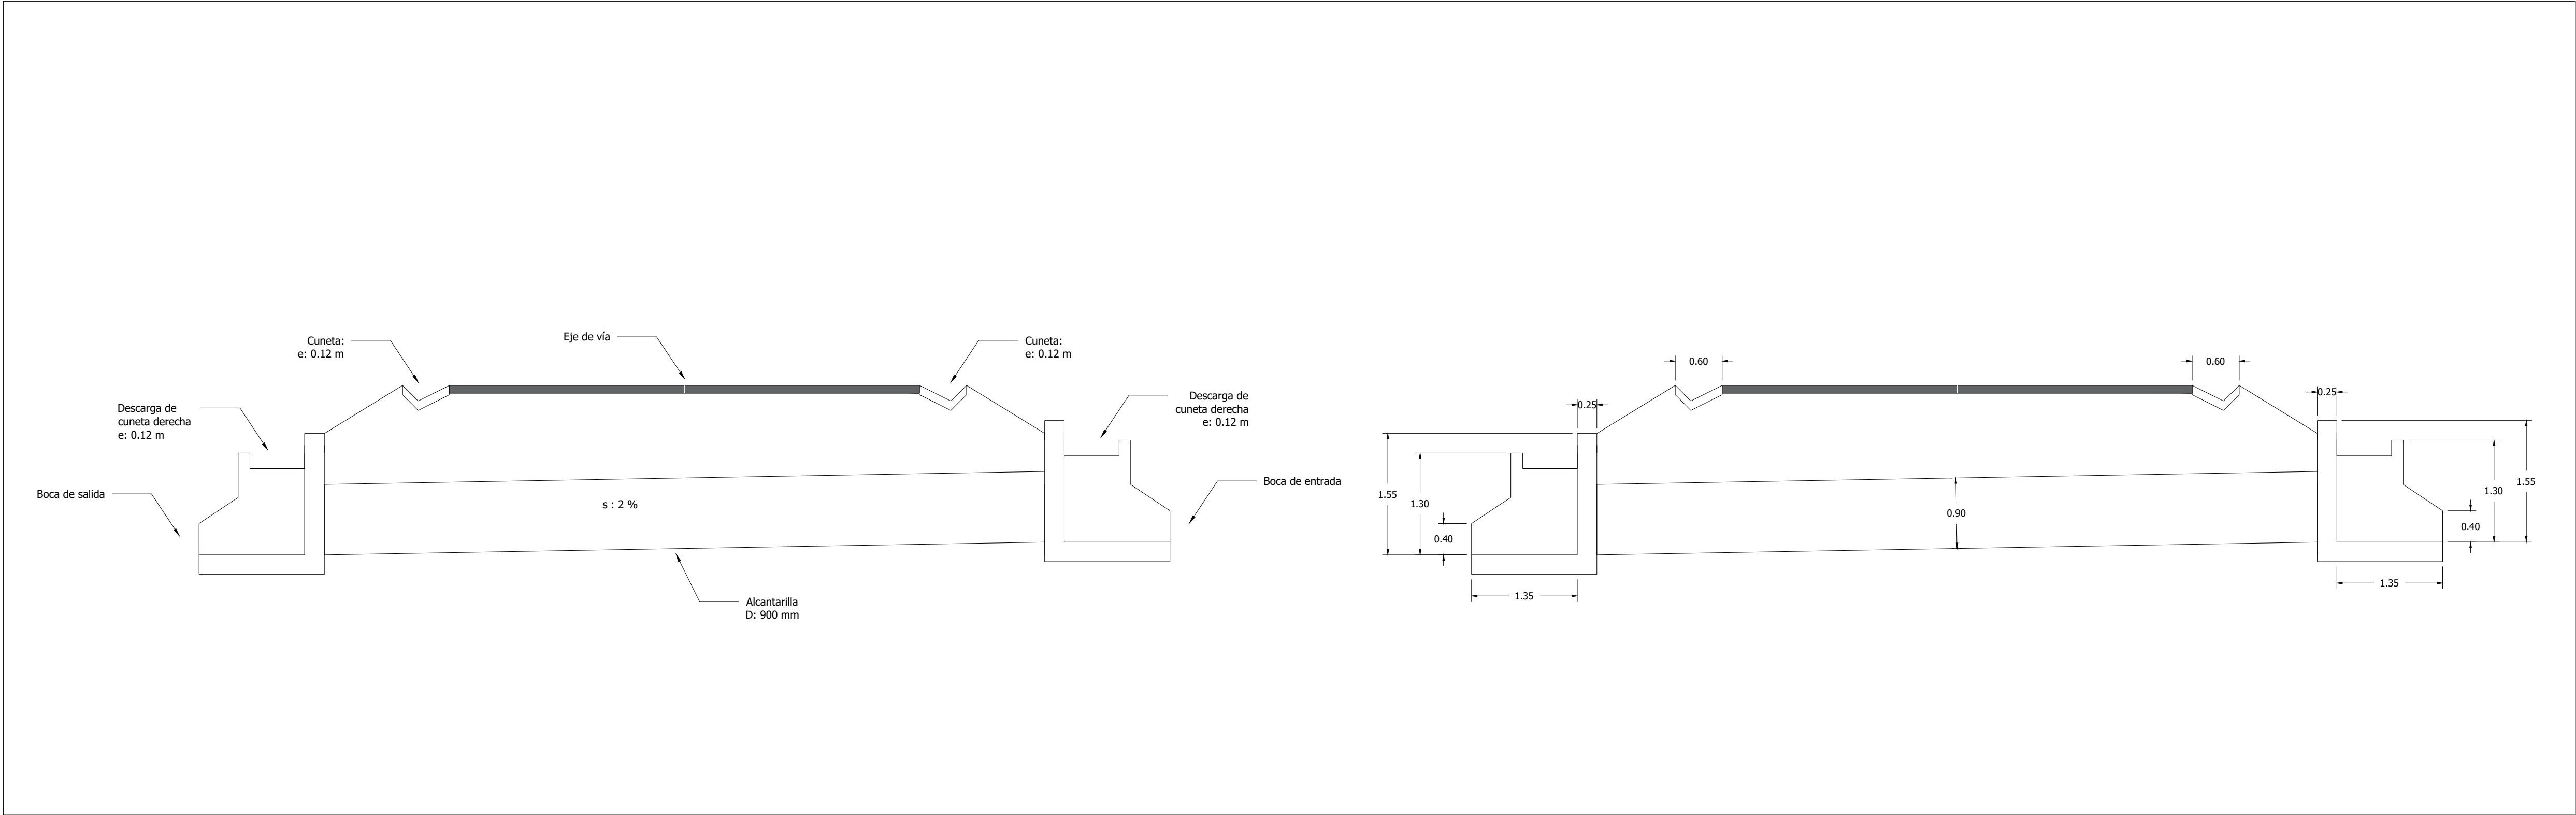 Cuneta:
e: 0.12 m
Eje de vía
Cuneta:
e: 0.12 m
Descarga de
cuneta derecha
e: 0.12 m
Descarga de
cuneta derecha
e: 0.12 m
Boca de salida
s : 2 %
Boca de entrada
Alcantarilla
D: 900 mm
0.60
0.60
0.25
0.25
1.55
1.30
0.40
0.90
1.55
1.30
0.40
1.35
1.35